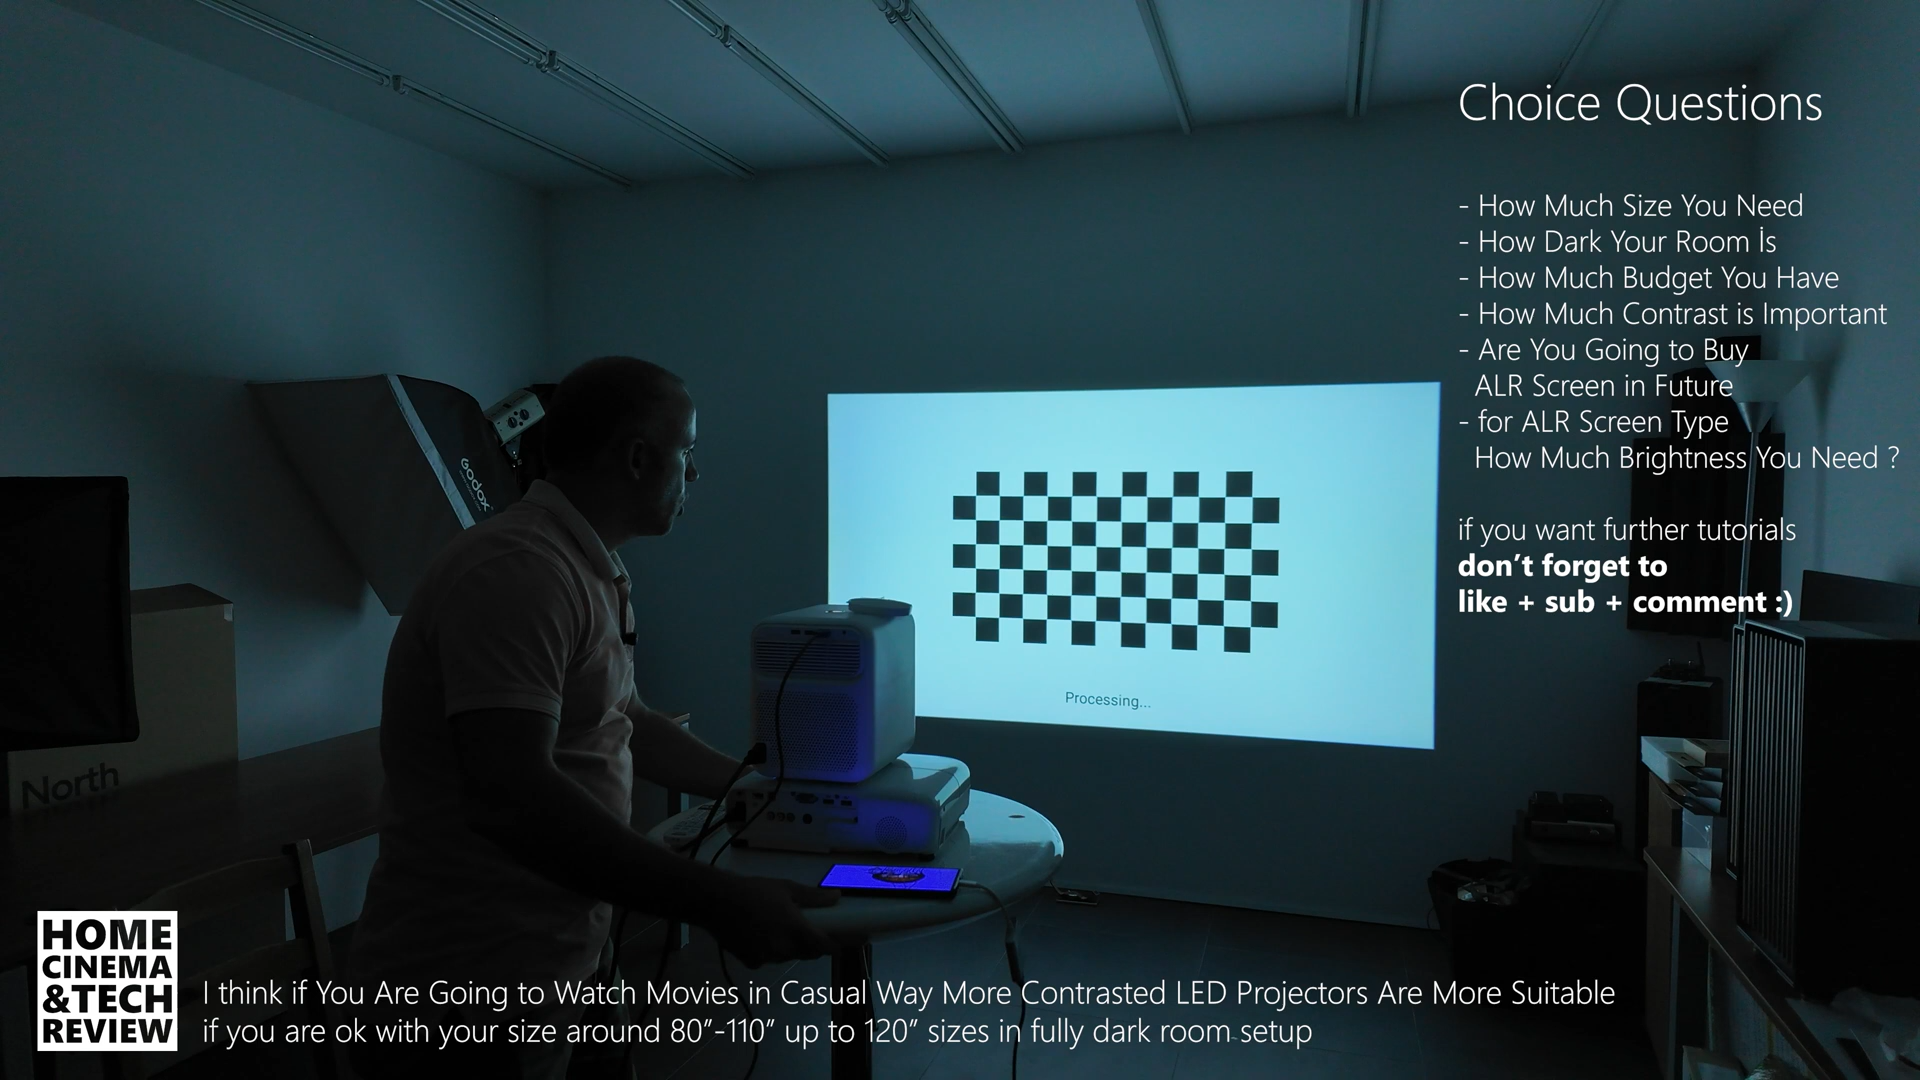 Choice Questions
- How Much Size You Need
- How Dark Your Room İs
- How Much Budget You Have
- How Much Contrast is Important
- Are You Going to Buy
ALR Screen in Future
- for ALR Screen Type
How Much Brightness You Need ?
if you want further tutorials
don’t forget to
like + sub + comment :)
Godox
Processing...
North
HOME
CINEMA
&TECH
REVIEW
I think if You Are Going to Watch Movies in Casual Way More Contrasted LED Projectors Are More Suitable
if you are ok with your size around 80”-110” up to 120” sizes in fully dark room setup